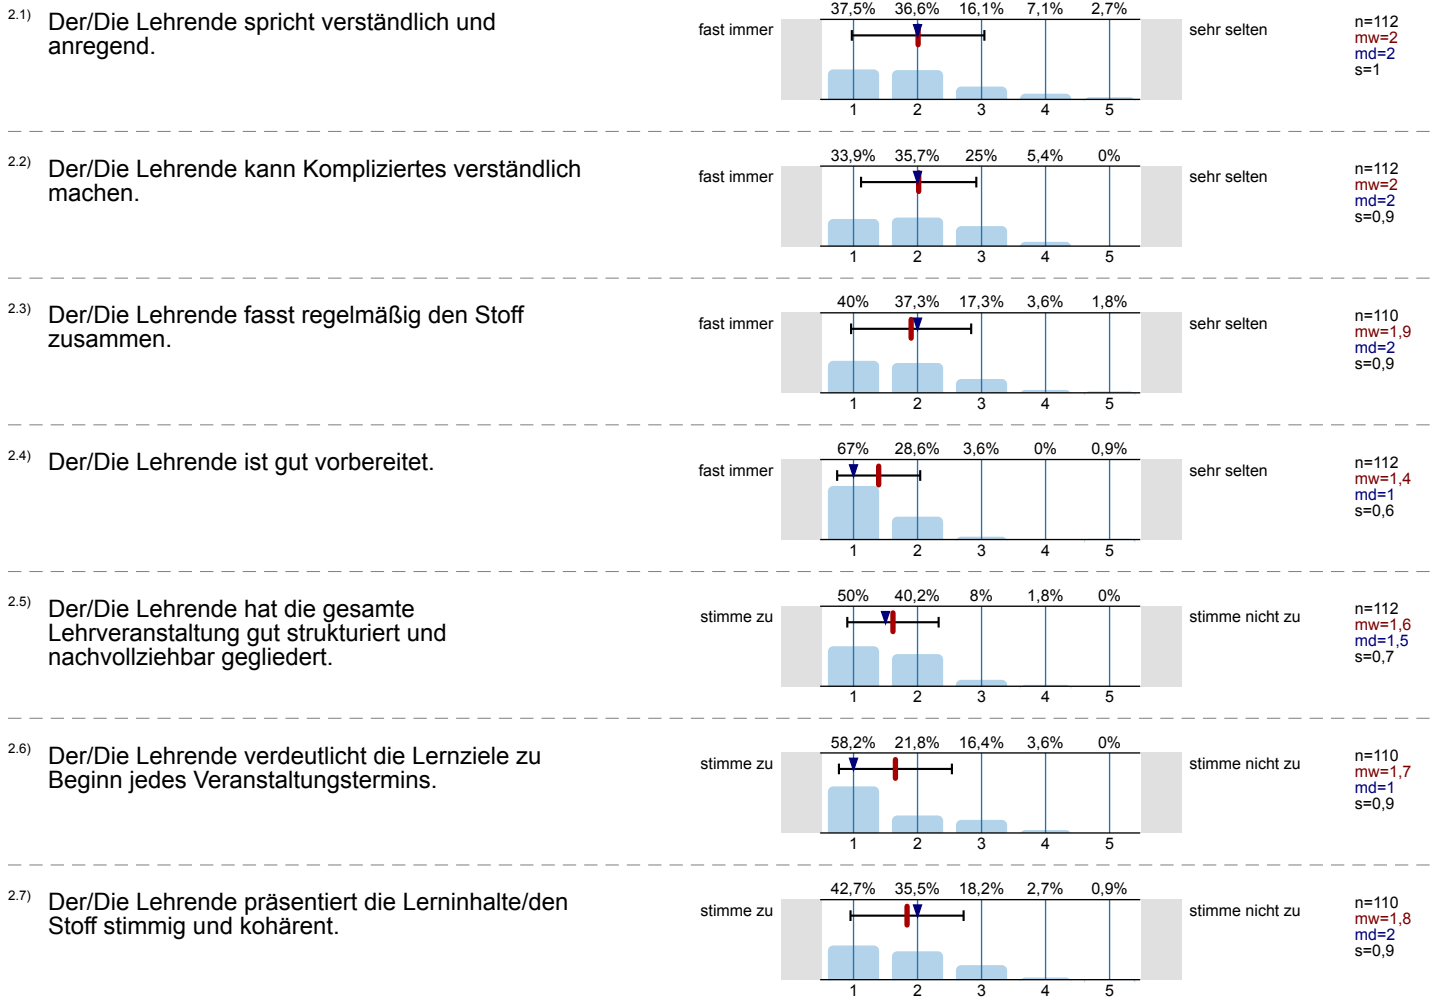 2.1) Der/Die Lehrende spricht verständlich und
anregend.
fast immer
37,5% 36,6% 16,1% 7,1% 2,7%
1 2 3 4 5
sehr selten
n=112
mw=2
md=2
s=1
2.2) Der/Die Lehrende kann Kompliziertes verständlich
machen.
fast immer
33,9% 35,7% 25% 5,4% 0%
1 2 3 4 5
sehr selten
n=112
mw=2
md=2
s=0,9
2.3) Der/Die Lehrende fasst regelmäßig den Stoff
zusammen.
fast immer
40% 37,3% 17,3% 3,6% 1,8%
1 2 3 4 5
sehr selten
n=110
mw=1,9
md=2
s=0,9
2.4) Der/Die Lehrende ist gut vorbereitet.
fast immer
67% 28,6% 3,6% 0% 0,9%
1 2 3 4 5
sehr selten
n=112
mw=1,4
md=1
s=0,6
2.5) Der/Die Lehrende hat die gesamte
Lehrveranstaltung gut strukturiert und
nachvollziehbar gegliedert.
stimme zu
50% 40,2% 8% 1,8% 0%
1 2 3 4 5
stimme nicht zu
n=112
mw=1,6
md=1,5
s=0,7
2.6) Der/Die Lehrende verdeutlicht die Lernziele zu
Beginn jedes Veranstaltungstermins.
stimme zu
58,2% 21,8% 16,4% 3,6% 0%
1 2 3 4 5
stimme nicht zu
n=110
mw=1,7
md=1
s=0,9
2.7) Der/Die Lehrende präsentiert die Lerninhalte/den
Stoff stimmig und kohärent.
stimme zu
42,7% 35,5% 18,2% 2,7% 0,9%
1 2 3 4 5
stimme nicht zu
n=110
mw=1,8
md=2
s=0,9